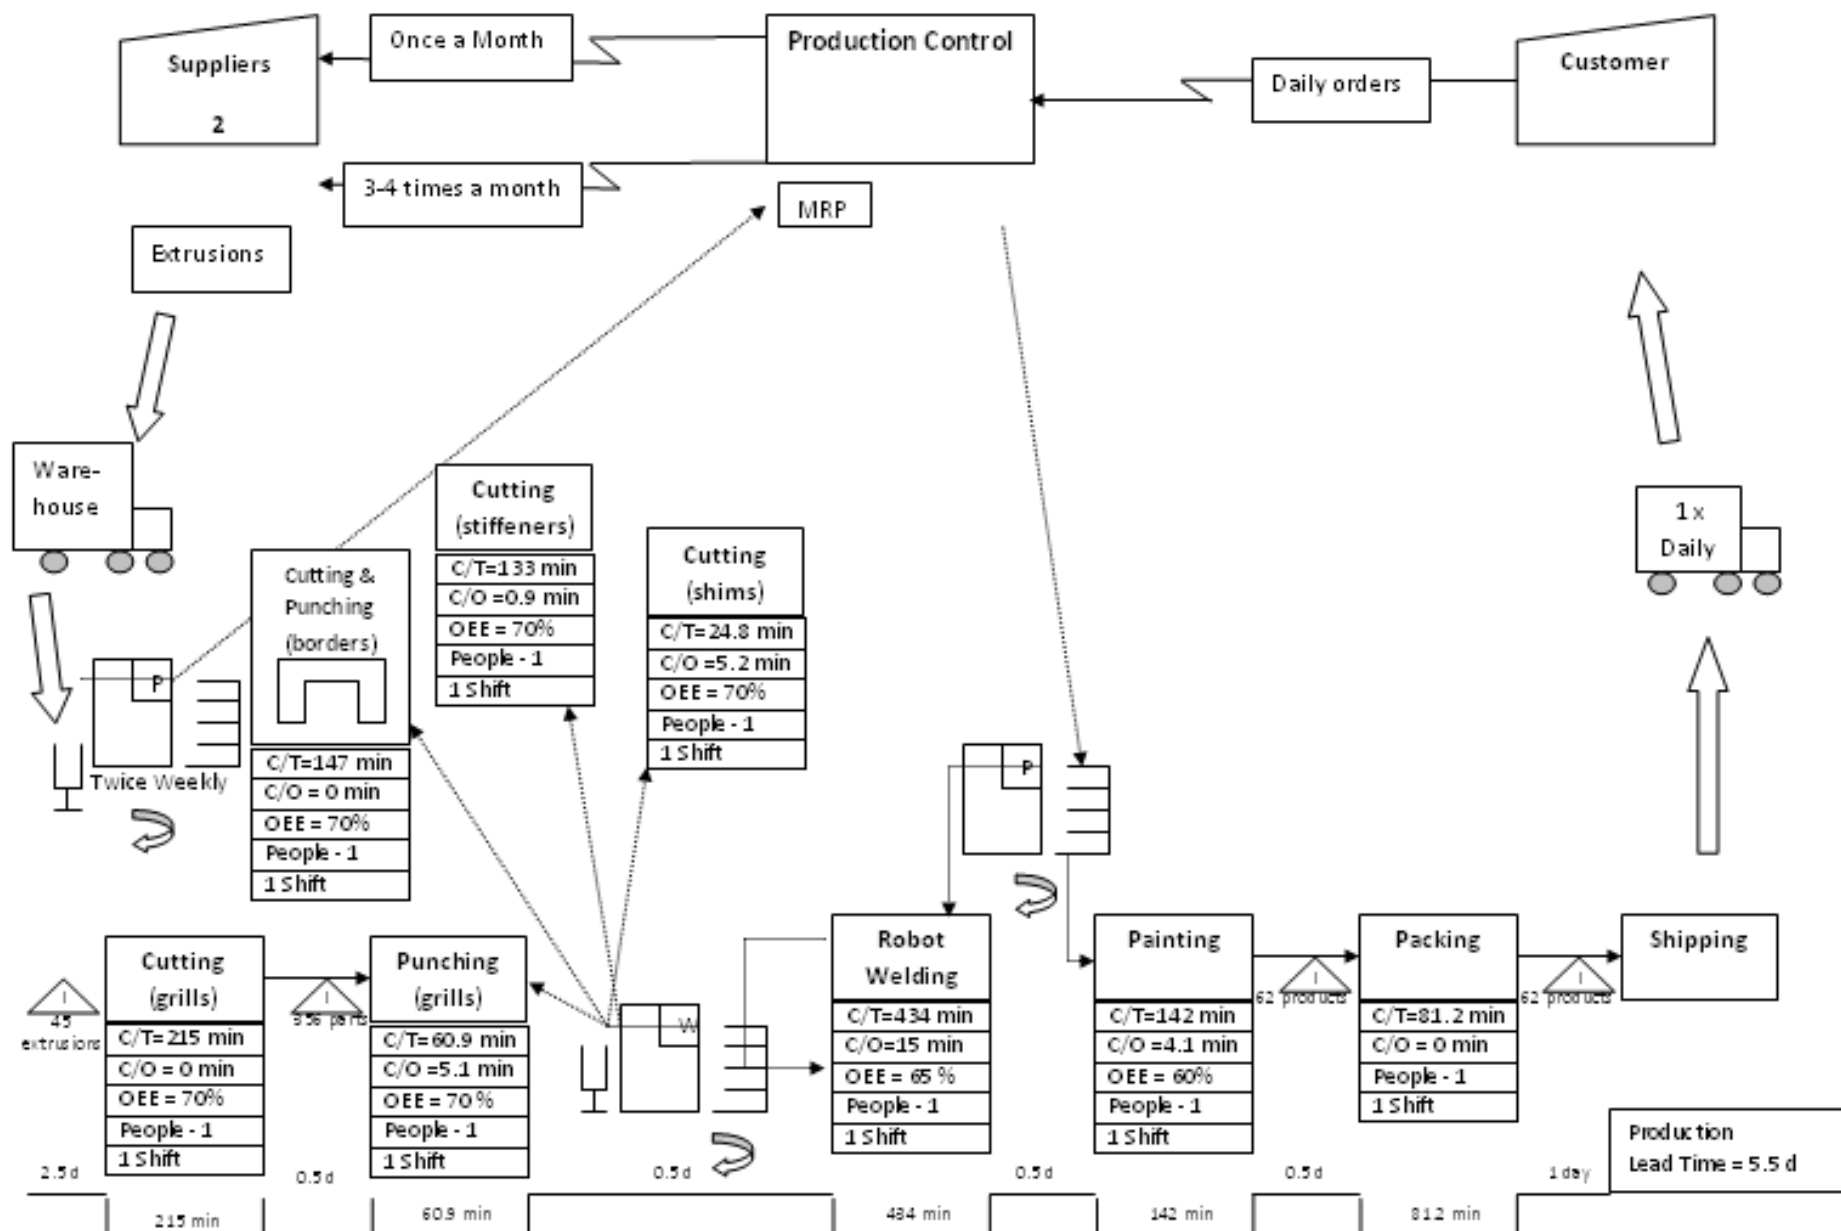 Suppliers
2
Once a Month
Production Control
Daily orders
Customer
3-4 times a month
MRP
Extrusions
Ware-
house
P
Twice Weekly
Cutting &
Punching
(borders)
C/T=147 min
C/O = 0 min
OEE = 70%
People - 1
1 Shift
Cutting
(stiffeners)
C/T=133 min
C/O =0.9 min
OEE = 70%
People - 1
1 Shift
Cutting
(shims)
C/T=24.8 min
C/O =5.2 min
OEE = 70%
People - 1
1 Shift
P
1 x
Daily
I
45
extrusions
Cutting
(grills)
C/T=215 min
C/O = 0 min
OEE = 70%
People - 1
1 Shift
I
356 parts
Punching
(grills)
C/T=60.9 min
C/O =5.1 min
OEE = 70 %
People - 1
1 Shift
W
Robot
Welding
C/T=434 min
C/O=15 min
OEE = 65 %
People - 1
1 Shift
Painting
C/T=142 min
C/O =4.1 min
OEE = 60%
People - 1
1 Shift
I
62 products
Packing
C/T=81.2 min
C/O = 0 min
People - 1
1 Shift
I
62 products
Shipping
Production
Lead Time = 5.5 d
2.5 d
0.5 d
0.5 d
0.5 d
0.5 d
1 day
215 min
60.9 min
434 min
142 min
81.2 min